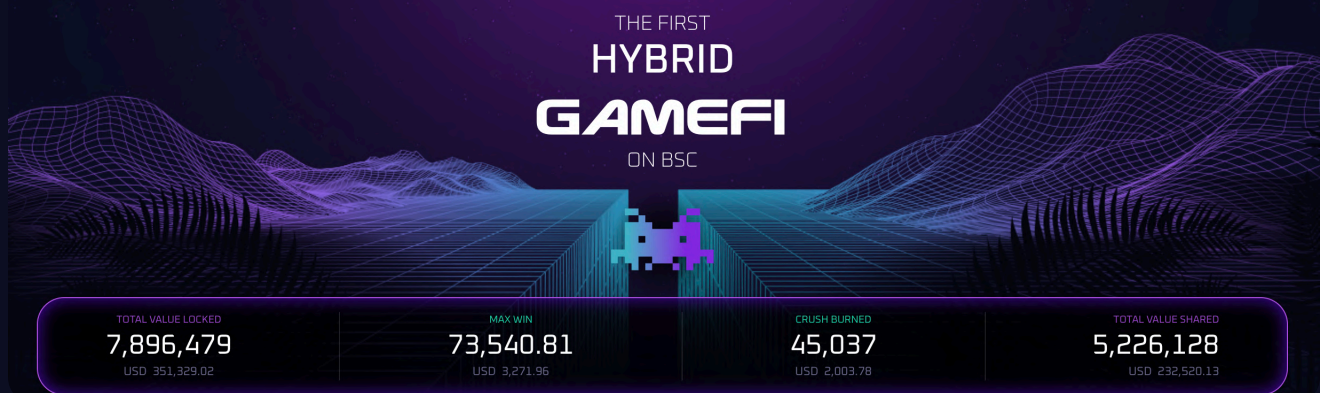 THE FIRST
HYBRID
GAMEFI
ON BSC
TOTAL VALUE LOCKED
7,896,479
USD 351,329.02
MAX WIN
73,540.81
USD 3,271.96
CRUSH BURNED
45,037
USD 2,003.78
TOTAL VALUE SHARED
5,226,128
USD 232,520.13